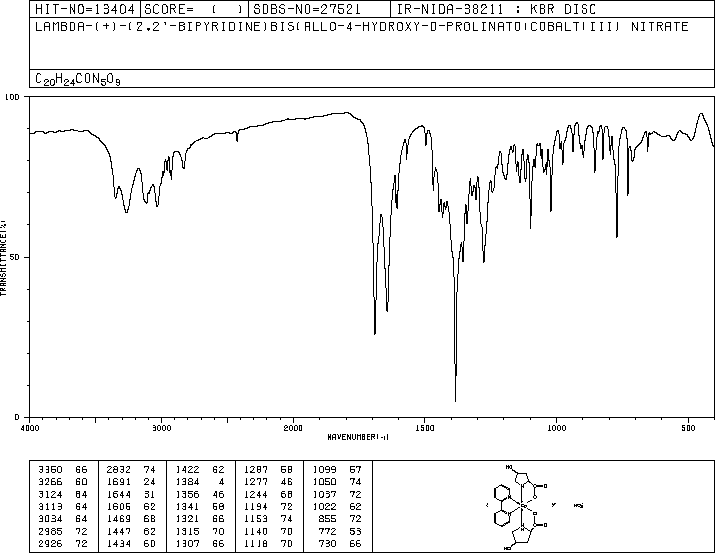 HIT-NO=13404 SCORE= ( ) SDBS-NO=27521 IR-NIDA-38211 : KBR DISC
LAMBDA-(+)-(2,2'-BIPYRIDINE)BIS(ALLO-4-HYDROXY-D-PROLINATO)COBALT(III) NITRATE
C20H24CON5O9
100
50
0
TRANSMITTANCE(%)
4000 3000 2000 1500 1000 500
WAVENUMBER(-1)
3350 66 2832 74 1422 62 1287 58 1099 57
3266 60 1691 24 1384 4 1277 46 1050 74
3124 64 1644 31 1356 46 1244 68 1037 72
3113 64 1606 62 1341 58 1194 72 1022 62
3034 64 1469 68 1321 66 1153 74 855 72
2985 72 1447 62 1315 70 1140 70 772 53
2926 72 1434 60 1307 66 1118 70 730 66
HO
HO